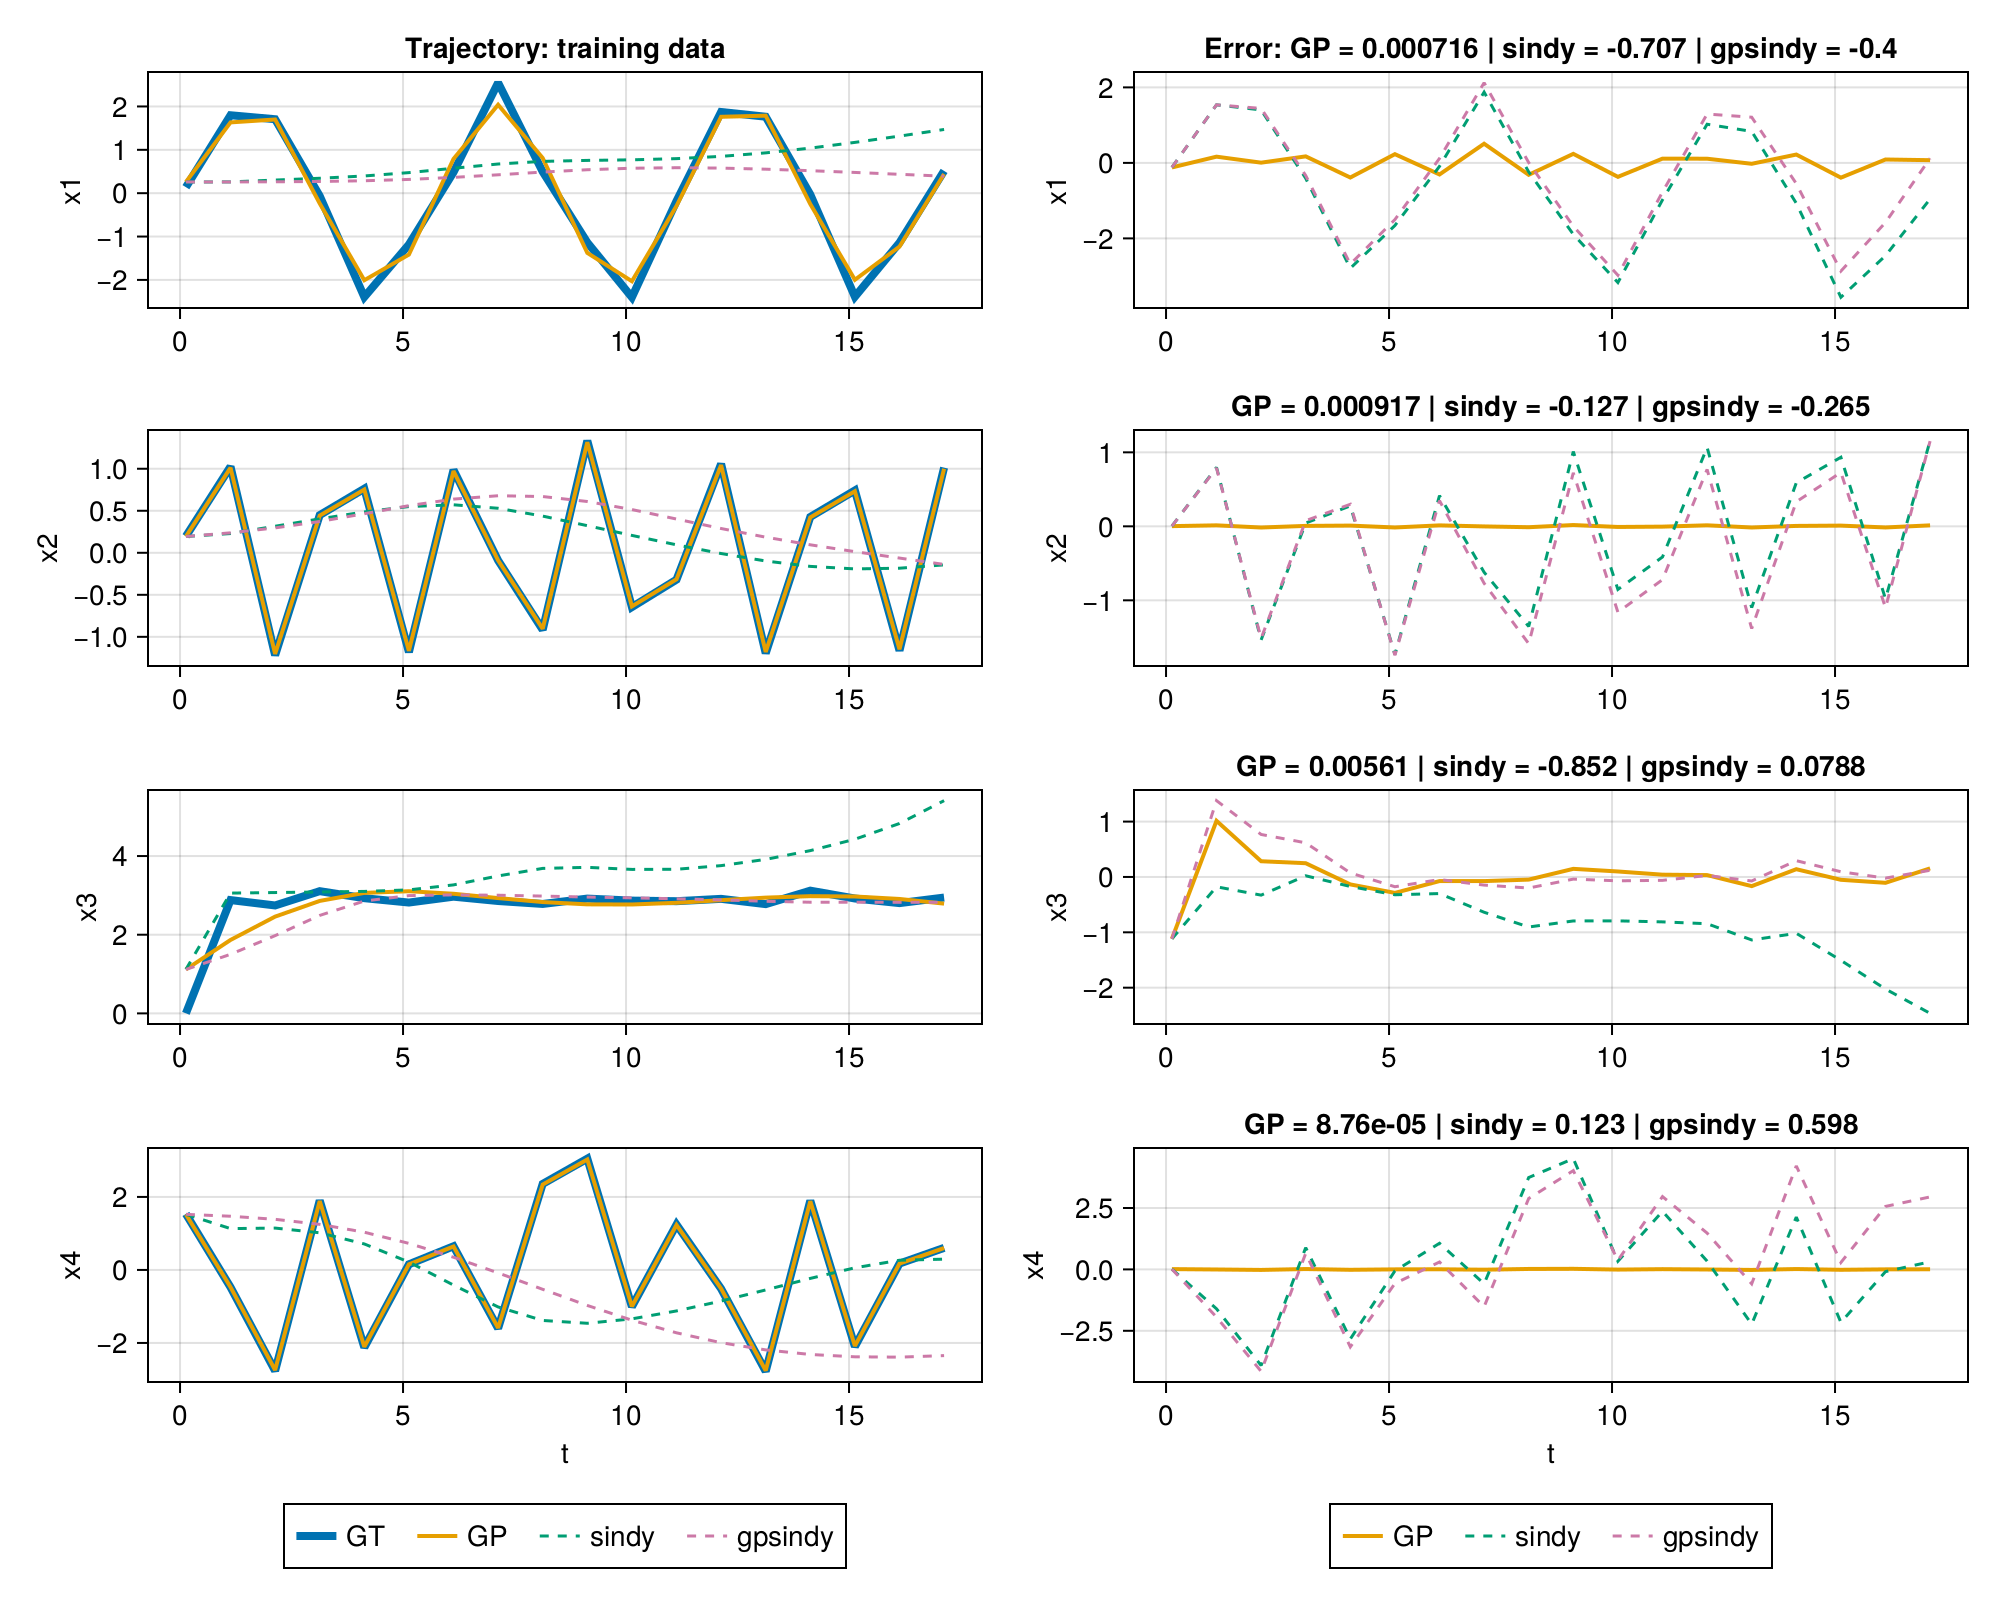 Trajectory: training data
x1
2
1
0
−1
−2
0 5 10 15
Error: GP = 0.000716 | sindy = -0.707 | gpsindy = -0.4
x1
2
0
−2
0 5 10 15
x2
1.0
0.5
0.0
−0.5
−1.0
0 5 10 15
GP = 0.000917 | sindy = -0.127 | gpsindy = -0.265
x2
1
0
−1
0 5 10 15
x3
4
2
0
0 5 10 15
GP = 0.00561 | sindy = -0.852 | gpsindy = 0.0788
x3
1
0
−1
−2
0 5 10 15
x4
2
0
−2
0 5 10 15
t
GP = 8.76e-05 | sindy = 0.123 | gpsindy = 0.598
x4
2.5
0.0
−2.5
0 5 10 15
t
GT GP sindy gpsindy
GP sindy gpsindy